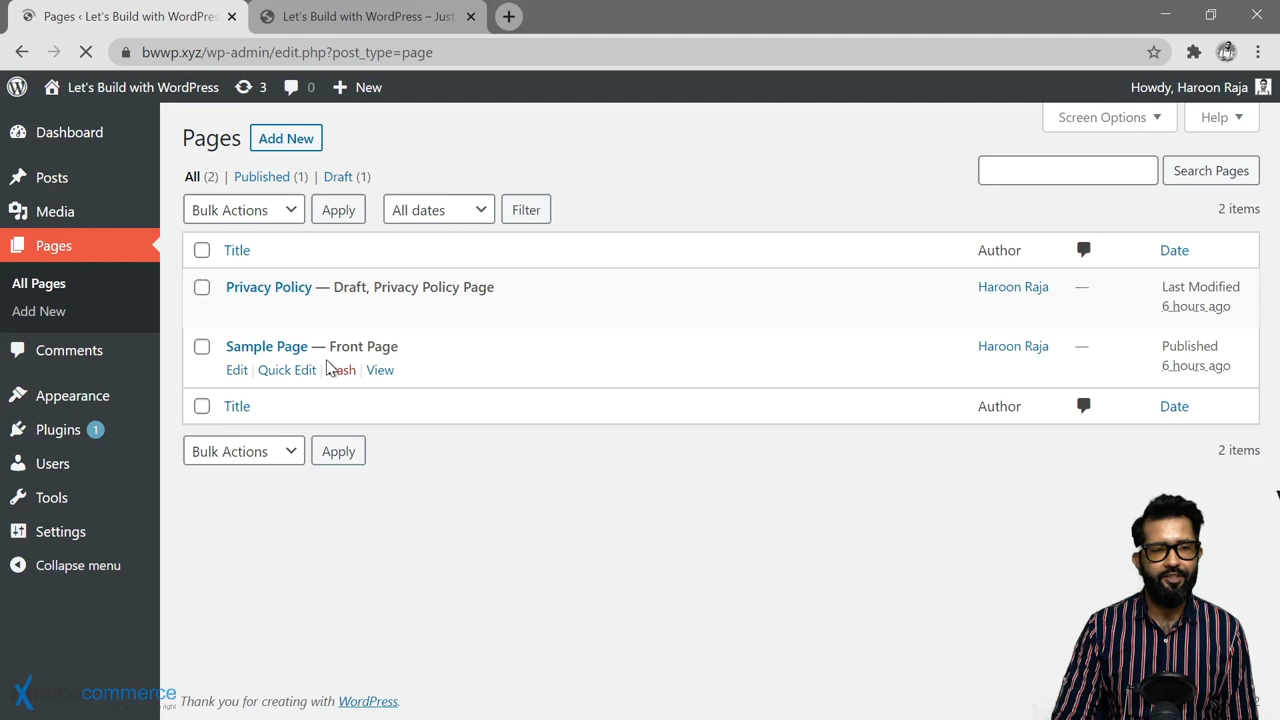 Pages ‹ Let's Build with WordPres
Let's Build with WordPress – Just
bwwp.xyz/wp-admin/edit.php?post_type=page
Let's Build with WordPress
3
0
New
Howdy, Haroon Raja
Dashboard
Posts
Media
Pages
All Pages
Add New
Comments
Appearance
Plugins 1
Users
Tools
Settings
Collapse menu
Screen Options
Help
Pages
Add New
All (2) | Published (1) | Draft (1)
Search Pages
Bulk Actions
Apply
All dates
Filter
2 items
Title
Author
Date
Privacy Policy — Draft, Privacy Policy Page
Haroon Raja
—
Last Modified
6 hours ago
Sample Page — Front Page
Edit | Quick Edit | Trash | View
Haroon Raja
—
Published
6 hours ago
Title
Author
Date
Bulk Actions
Apply
2 items
commerce
Thank you for creating with WordPress.